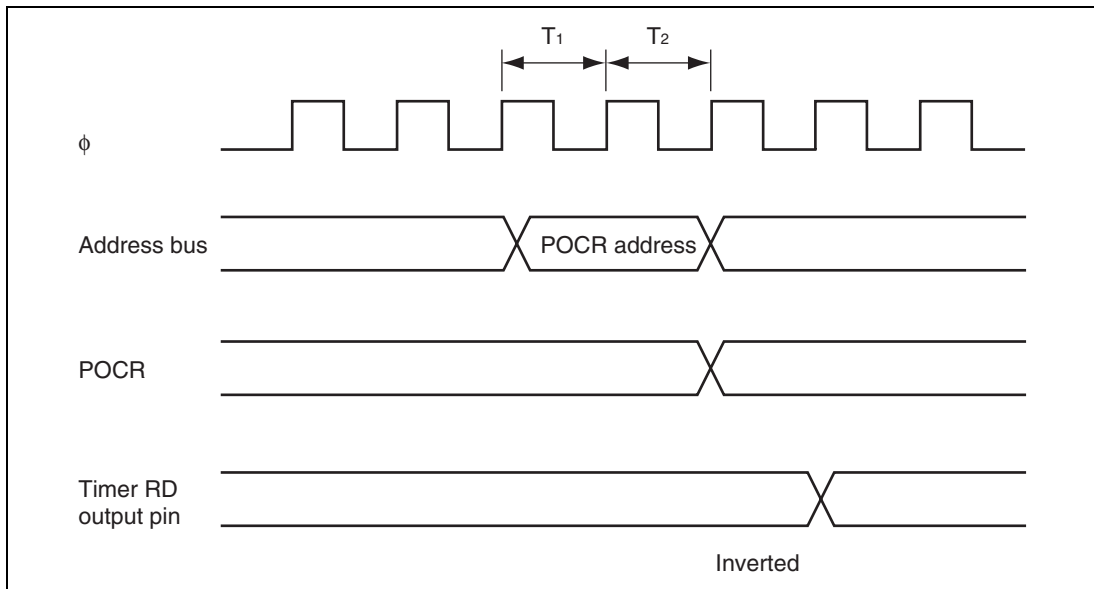 T1 T2
ϕ
Address bus POCR address
POCR
Timer RD
output pin
Inverted